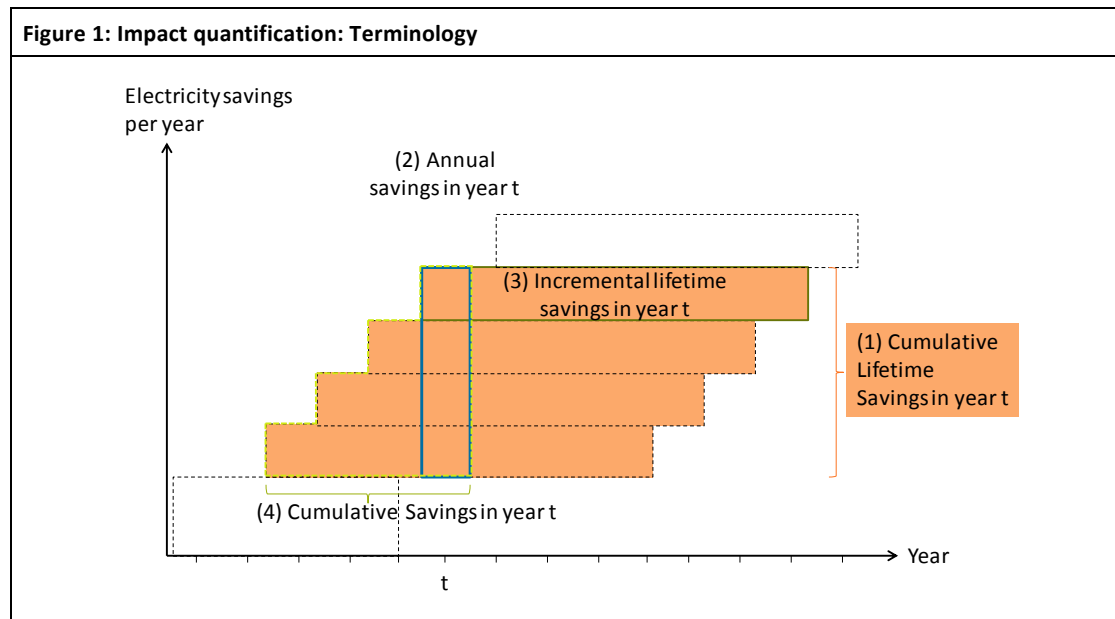 Figure 1: Impact quantification: Terminology
Electricity savings
per year
(2) Annual
savings in year t
(3) Incremental lifetime
savings in year t
(1) Cumulative
Lifetime
Savings in year t
(4) Cumulative Savings in year t
Year
t